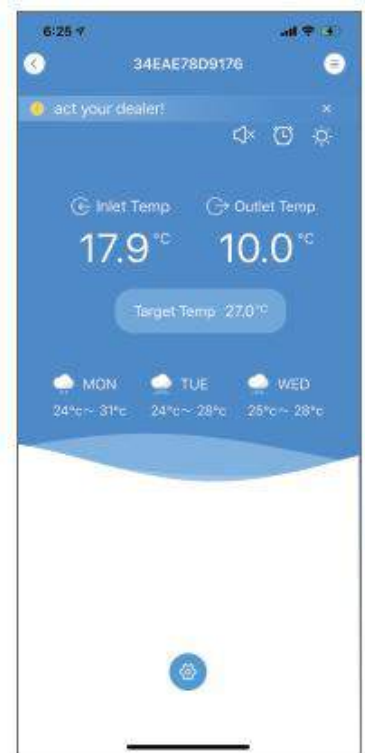 6:25
34EAE78D9176
act your dealer!
Inlet Temp Outlet Temp
17.9°C 10.0°C
Target Temp 27.0°C
MON TUE WED
24°c~ 31°c 24°c~ 28°c 25°c~ 28°c